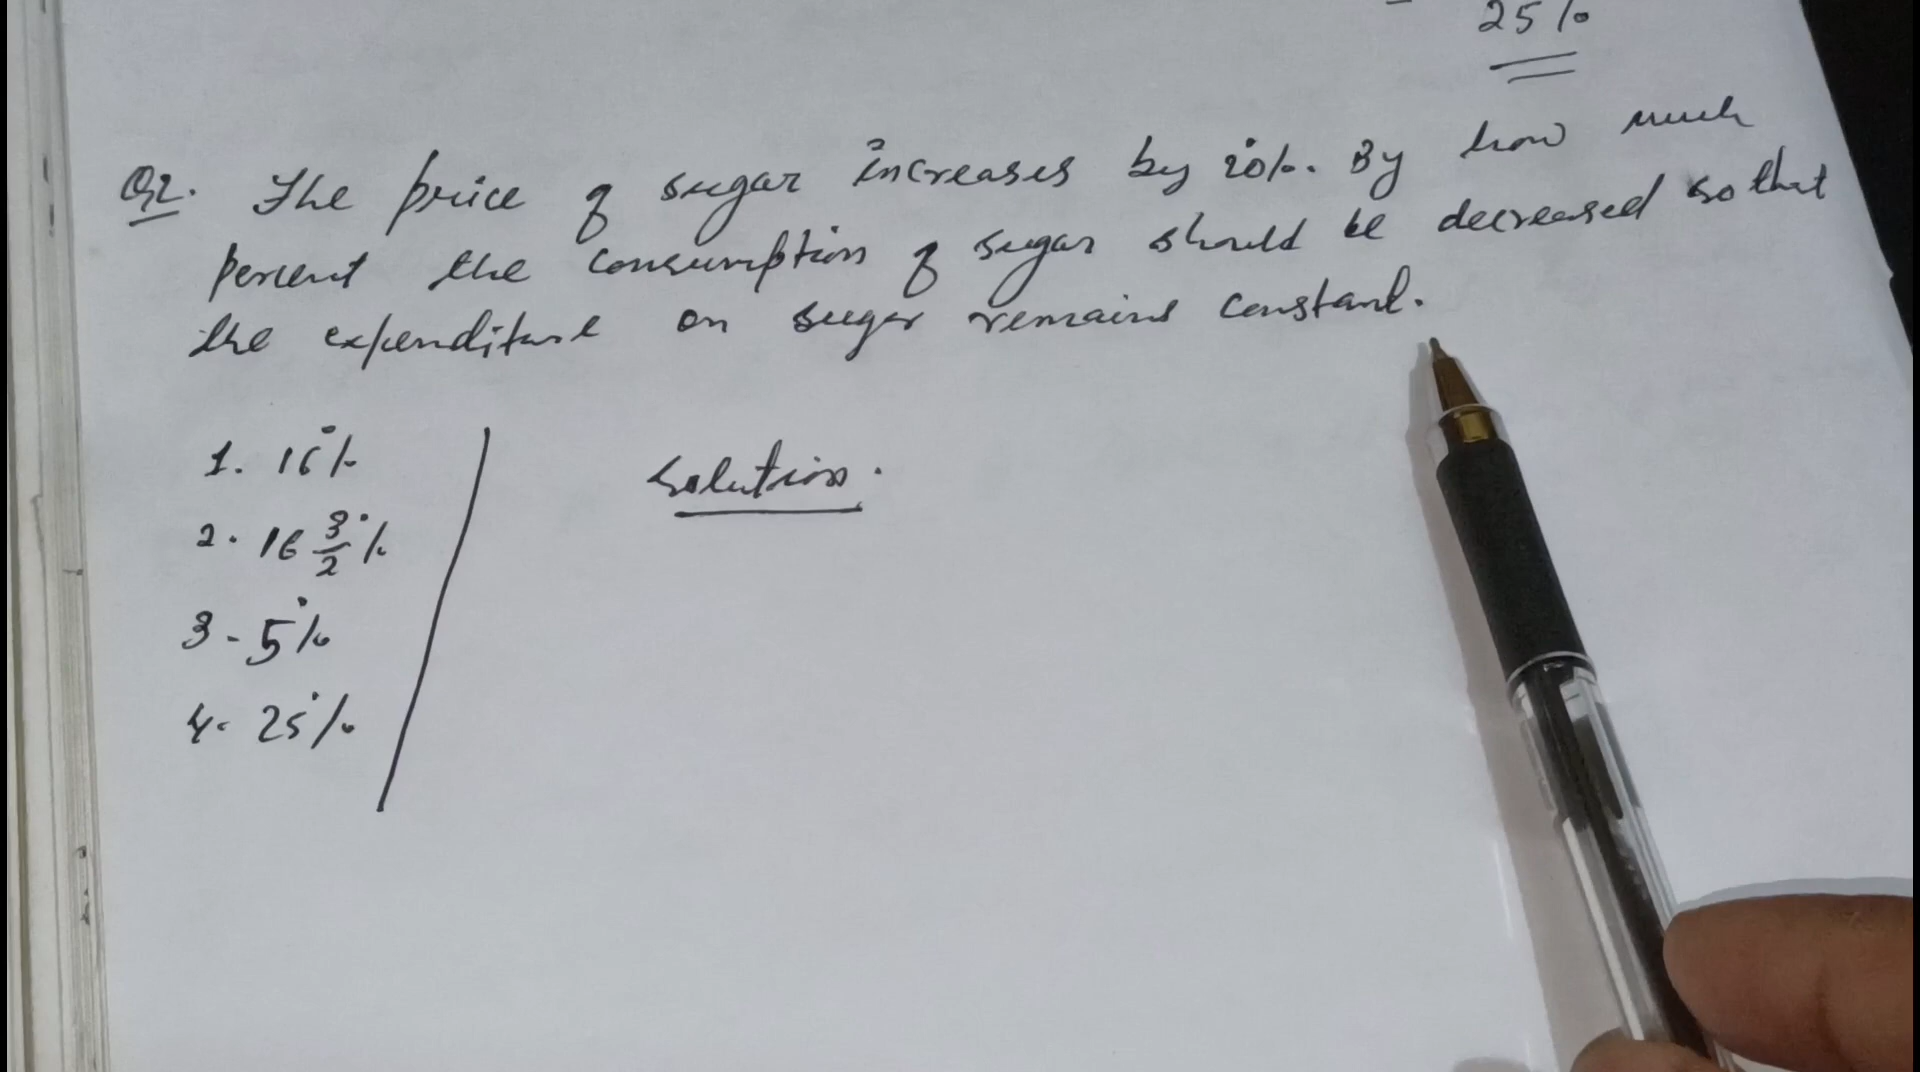 25%
Q2. The price of sugar increases by 20%. By how much
percent the consumption of sugar should be decreased so that
the expenditure on sugar remains constant.
1. 16%
2. 16 3/2 %
3 - 5%
4. 25%
Solution.